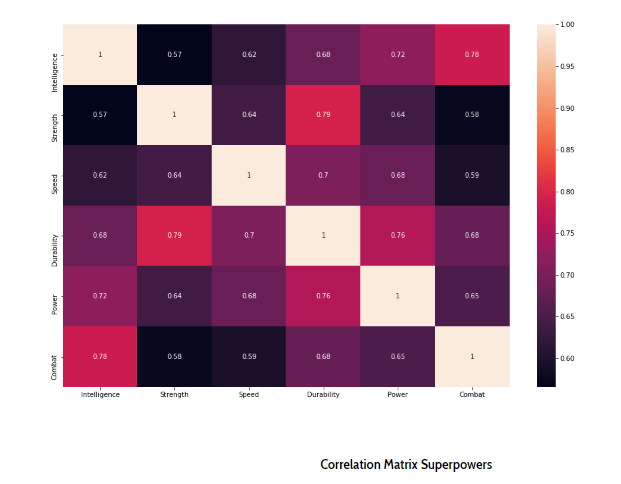 Intelligence 1 0.57 0.62 0.68 0.72 0.78
Strength 0.57 1 0.64 0.79 0.64 0.58
Speed 0.62 0.64 1 0.7 0.68 0.59
Durability 0.68 0.79 0.7 1 0.76 0.68
Power 0.72 0.64 0.68 0.76 1 0.65
Combat 0.78 0.58 0.59 0.68 0.65 1
Intelligence Strength Speed Durability Power Combat
1.00
0.95
0.90
0.85
0.80
0.75
0.70
0.65
0.60
Correlation Matrix Superpowers